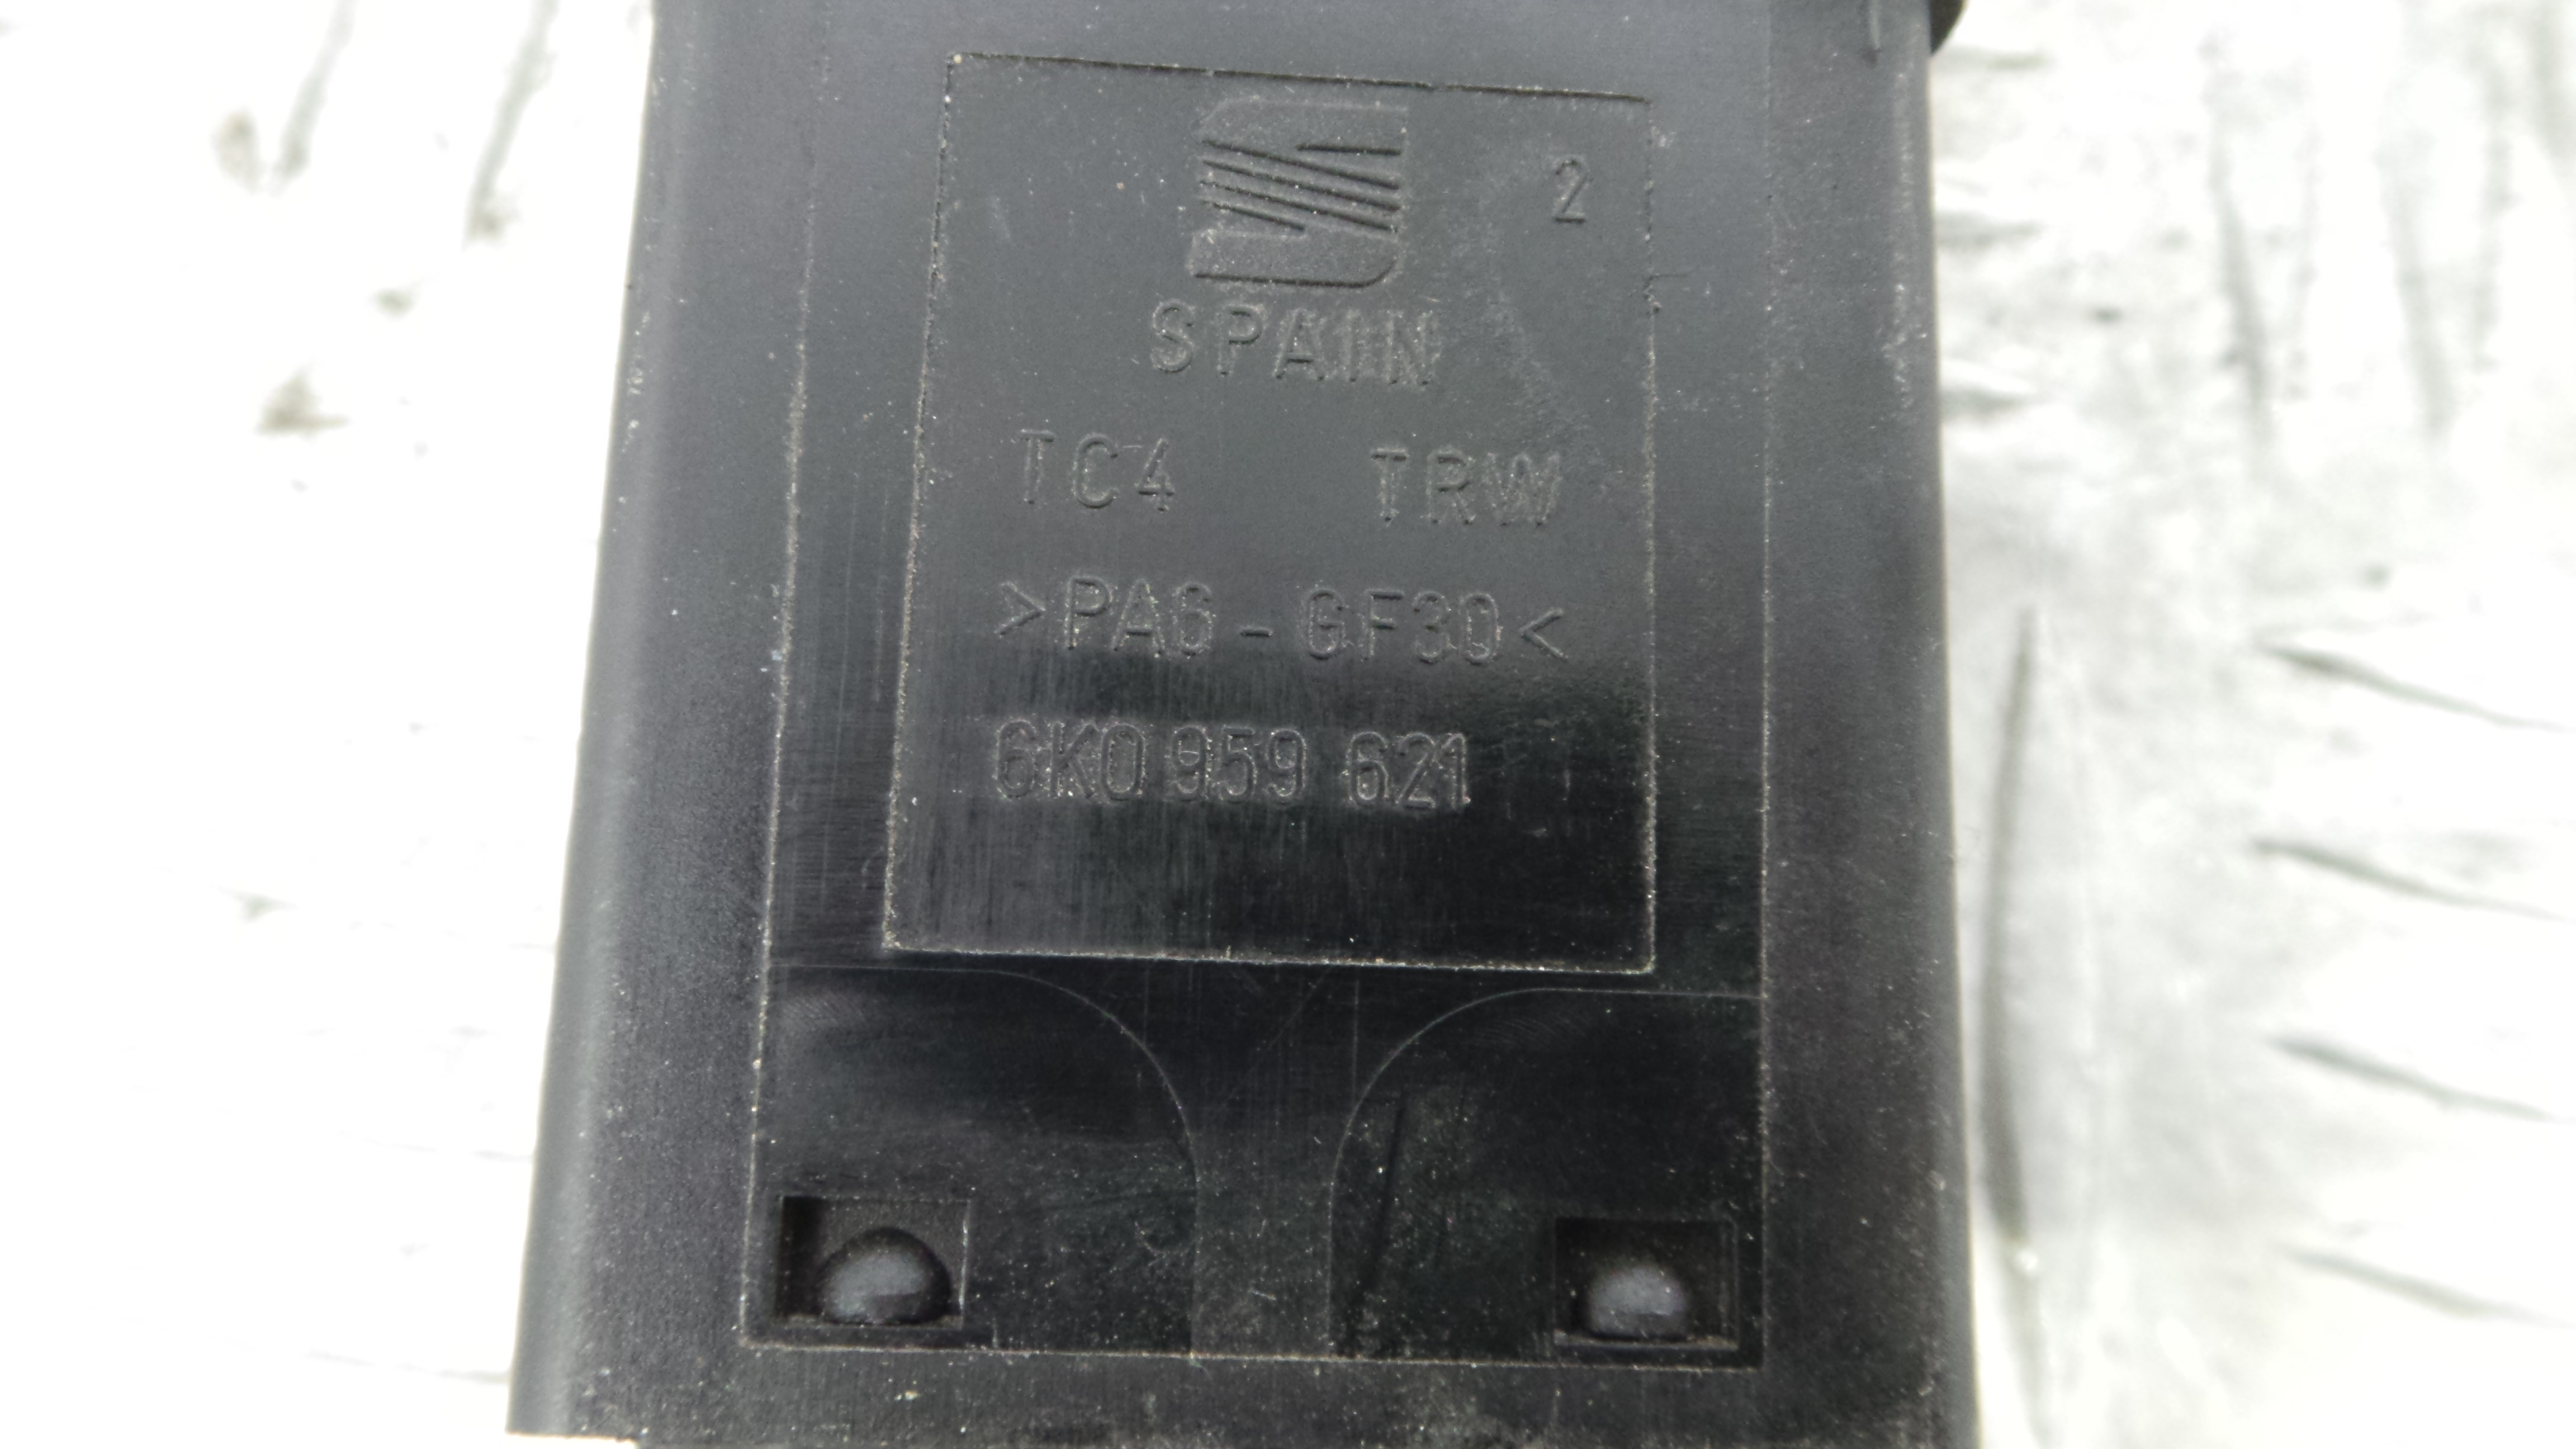 2
SPAIN
TC4 TRW
>PA6-GF30<
6K0 959 621